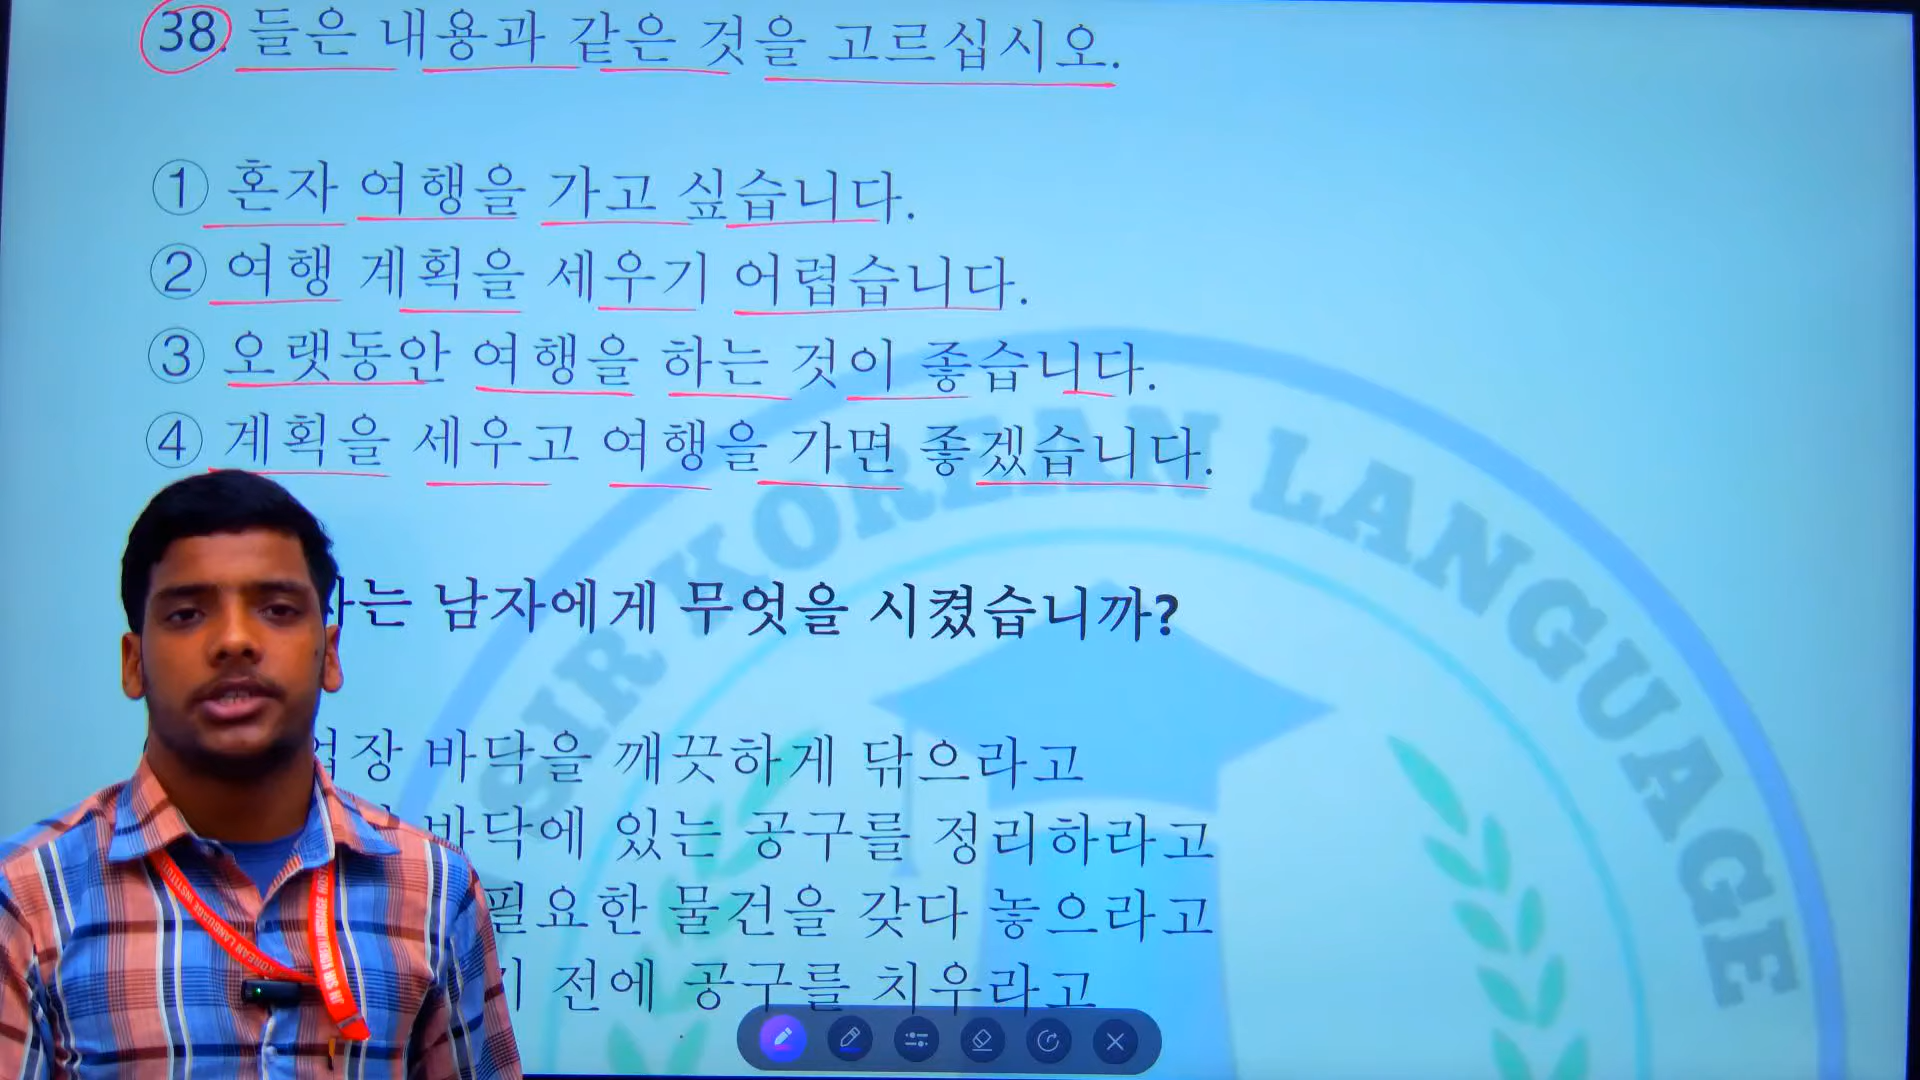 38. 들은 내용과 같은 것을 고르십시오.
① 혼자 여행을 가고 싶습니다.
② 여행 계획을 세우기 어렵습니다.
③ 오랫동안 여행을 하는 것이 좋습니다.
④ 계획을 세우고 여행을 가면 좋겠습니다.
남자에게 무엇을 시켰습니까?
바닥을 깨끗하게 닦으라고
바닥에 있는 공구를 정리하라고
필요한 물건을 갖다 놓으라고
전에 공구를 치우라고
SIR KOREAN LANGUAGE
KOREAN LANGUAGE INSTITUTE